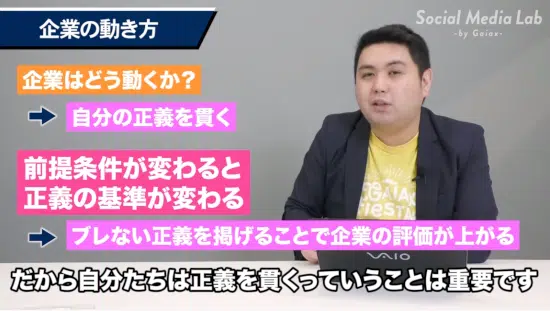 企業の動き方
Social Media Lab
-by Gaiax-
企業はどう動くか?
自分の正義を貫く
前提条件が変わると
正義の基準が変わる
ブレない正義を掲げることで企業の評価が上がる
VAIO
だから自分たちは正義を貫くっていうことは重要です